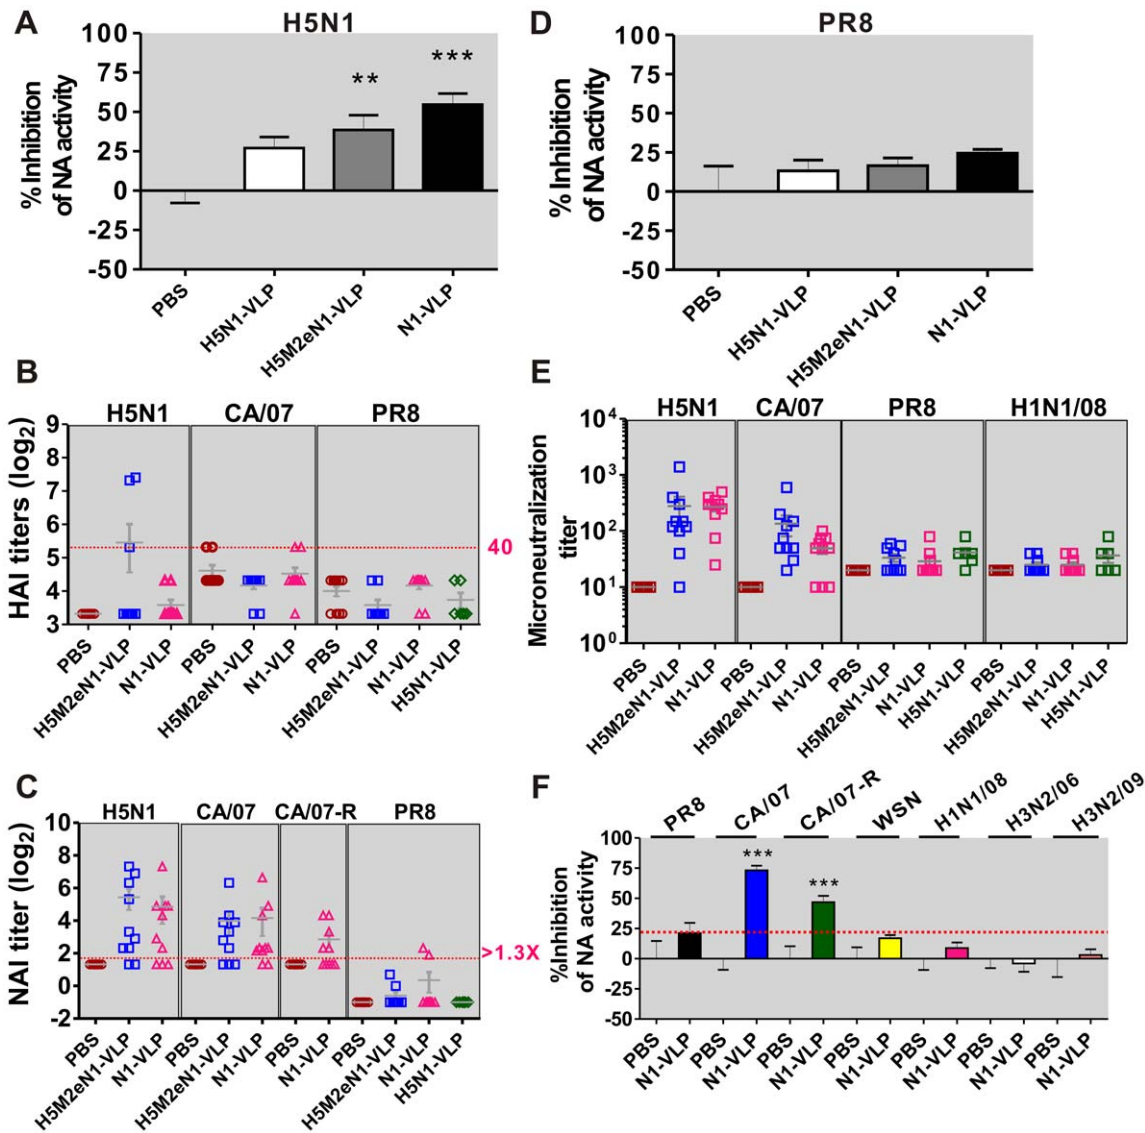 A
H5N1
% Inhibition
of NA activity
100
75
50
25
0
-25
-50
**
***
PBS
H5N1-VLP
H5M2eN1-VLP
N1-VLP
D
PR8
% Inhibition
of NA activity
100
75
50
25
0
-25
-50
PBS
H5N1-VLP
H5M2eN1-VLP
N1-VLP
B
H5N1
CA/07
PR8
HAI titers (log2)
9
8
7
6
5
4
3
40
PBS
H5M2eN1-VLP
N1-VLP
PBS
H5M2eN1-VLP
N1-VLP
PBS
H5M2eN1-VLP
N1-VLP
H5N1-VLP
E
H5N1
CA/07
PR8
H1N1/08
Microneutralization
titer
10^4
10^3
10^2
10^1
10^0
PBS
H5M2eN1-VLP
N1-VLP
PBS
H5M2eN1-VLP
N1-VLP
PBS
H5M2eN1-VLP
N1-VLP
H5N1-VLP
PBS
H5M2eN1-VLP
N1-VLP
H5N1-VLP
C
H5N1
CA/07
CA/07-R
PR8
NAI titer (log2)
10
8
6
4
2
0
-2
>1.3X
PBS
H5M2eN1-VLP
N1-VLP
PBS
H5M2eN1-VLP
N1-VLP
PBS
N1-VLP
PBS
H5M2eN1-VLP
N1-VLP
H5N1-VLP
F
PR8
CA/07
CA/07-R
WSN
H1N1/08
H3N2/06
H3N2/09
%Inhibition
of NA activity
100
75
50
25
0
-25
-50
***
***
PBS
N1-VLP
PBS
N1-VLP
PBS
N1-VLP
PBS
N1-VLP
PBS
N1-VLP
PBS
N1-VLP
PBS
N1-VLP